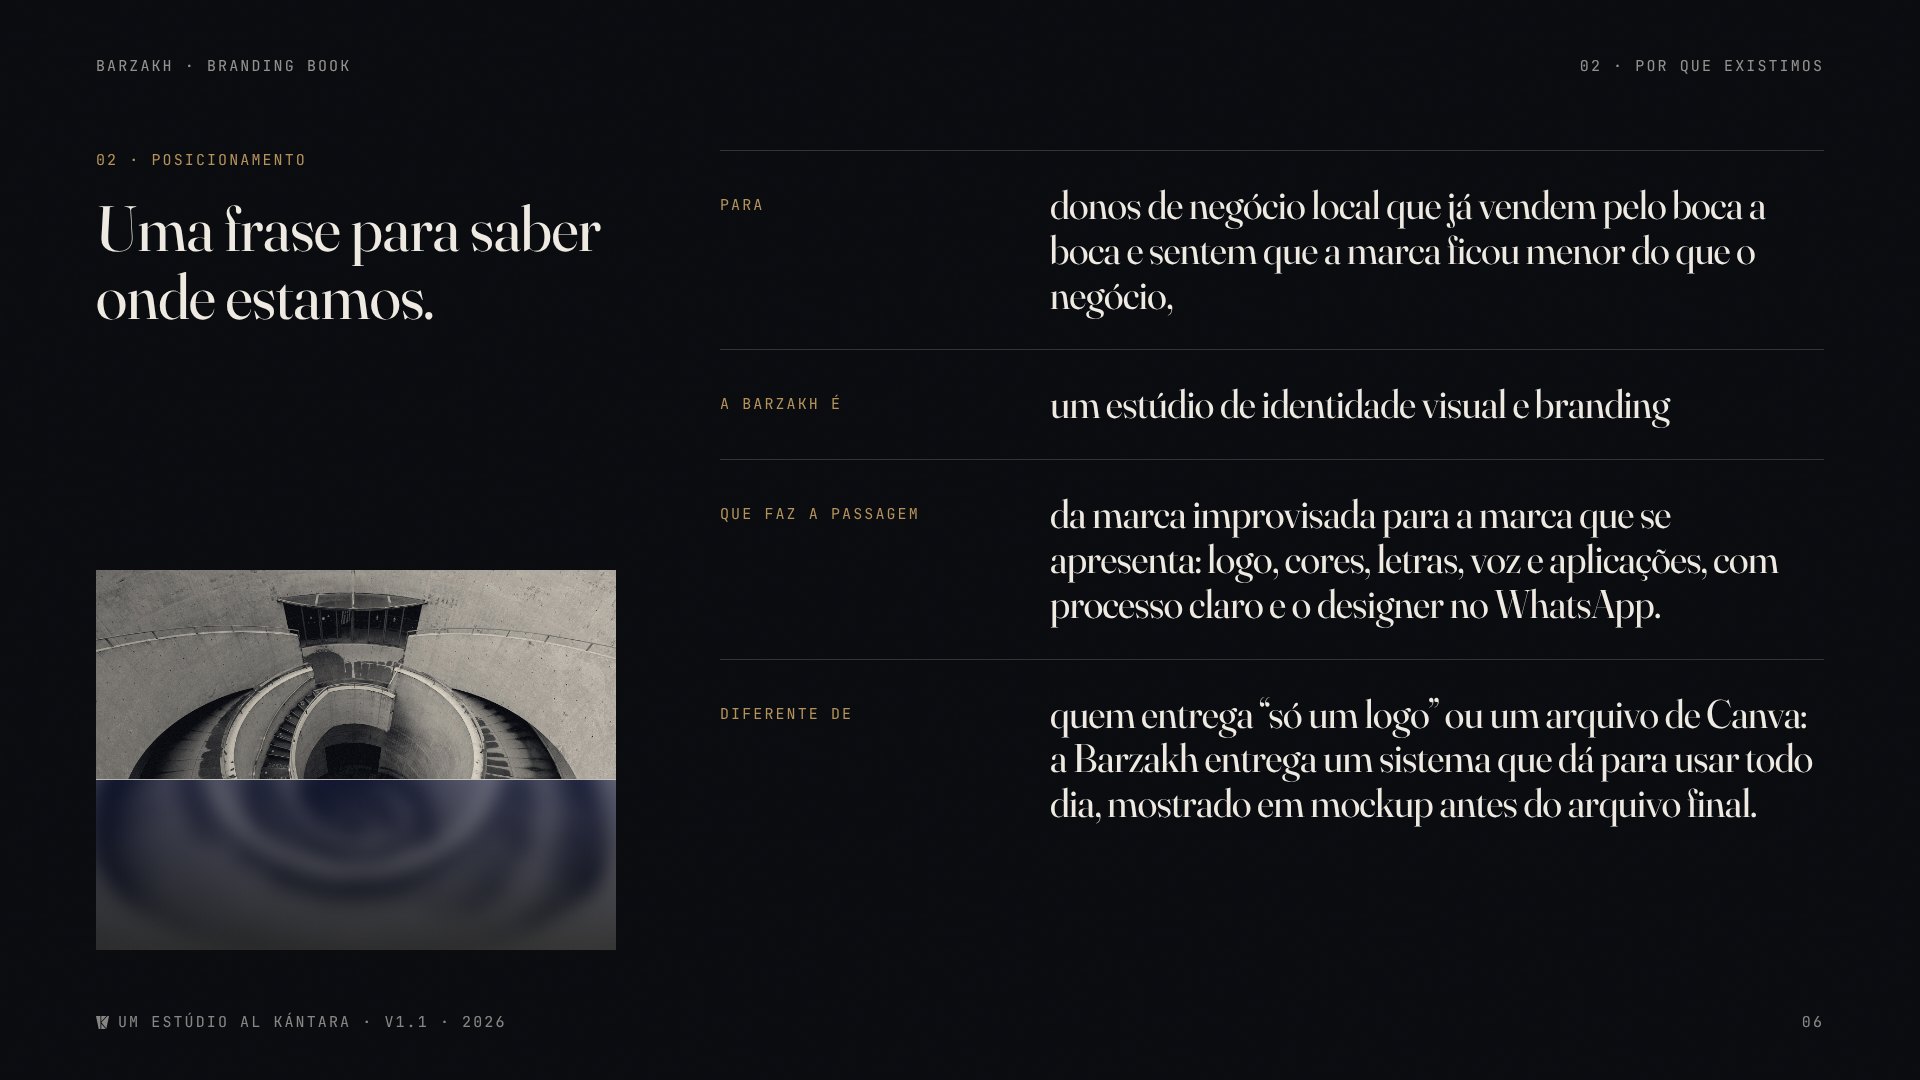 BARZAKH · BRANDING BOOK
02 · POR QUE EXISTIMOS
02 · POSICIONAMENTO
Uma frase para saber
onde estamos.
PARA
donos de negócio local que já vendem pelo boca a
boca e sentem que a marca ficou menor do que o
negócio,
A BARZAKH É
um estúdio de identidade visual e branding
QUE FAZ A PASSAGEM
da marca improvisada para a marca que se
apresenta: logo, cores, letras, voz e aplicações, com
processo claro e o designer no WhatsApp.
DIFERENTE DE
quem entrega “só um logo” ou um arquivo de Canva:
a Barzakh entrega um sistema que dá para usar todo
dia, mostrado em mockup antes do arquivo final.
UM ESTÚDIO AL KÁNTARA · V1.1 · 2026
06